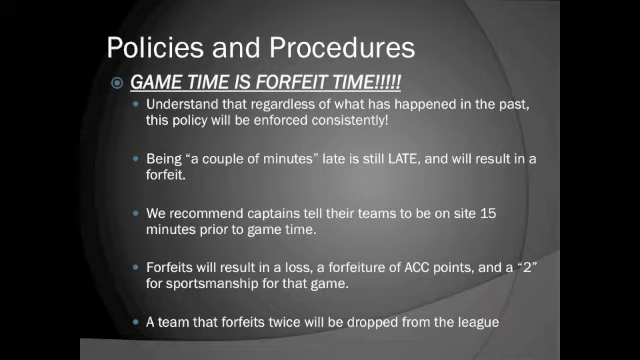 Policies and Procedures
GAME TIME IS FORFEIT TIME!!!!!
Understand that regardless of what has happened in the past,
this policy will be enforced consistently!
Being “a couple of minutes” late is still LATE, and will result in a
forfeit.
We recommend captains tell their teams to be on site 15
minutes prior to game time.
Forfeits will result in a loss, a forfeiture of ACC points, and a “2”
for sportsmanship for that game.
A team that forfeits twice will be dropped from the league